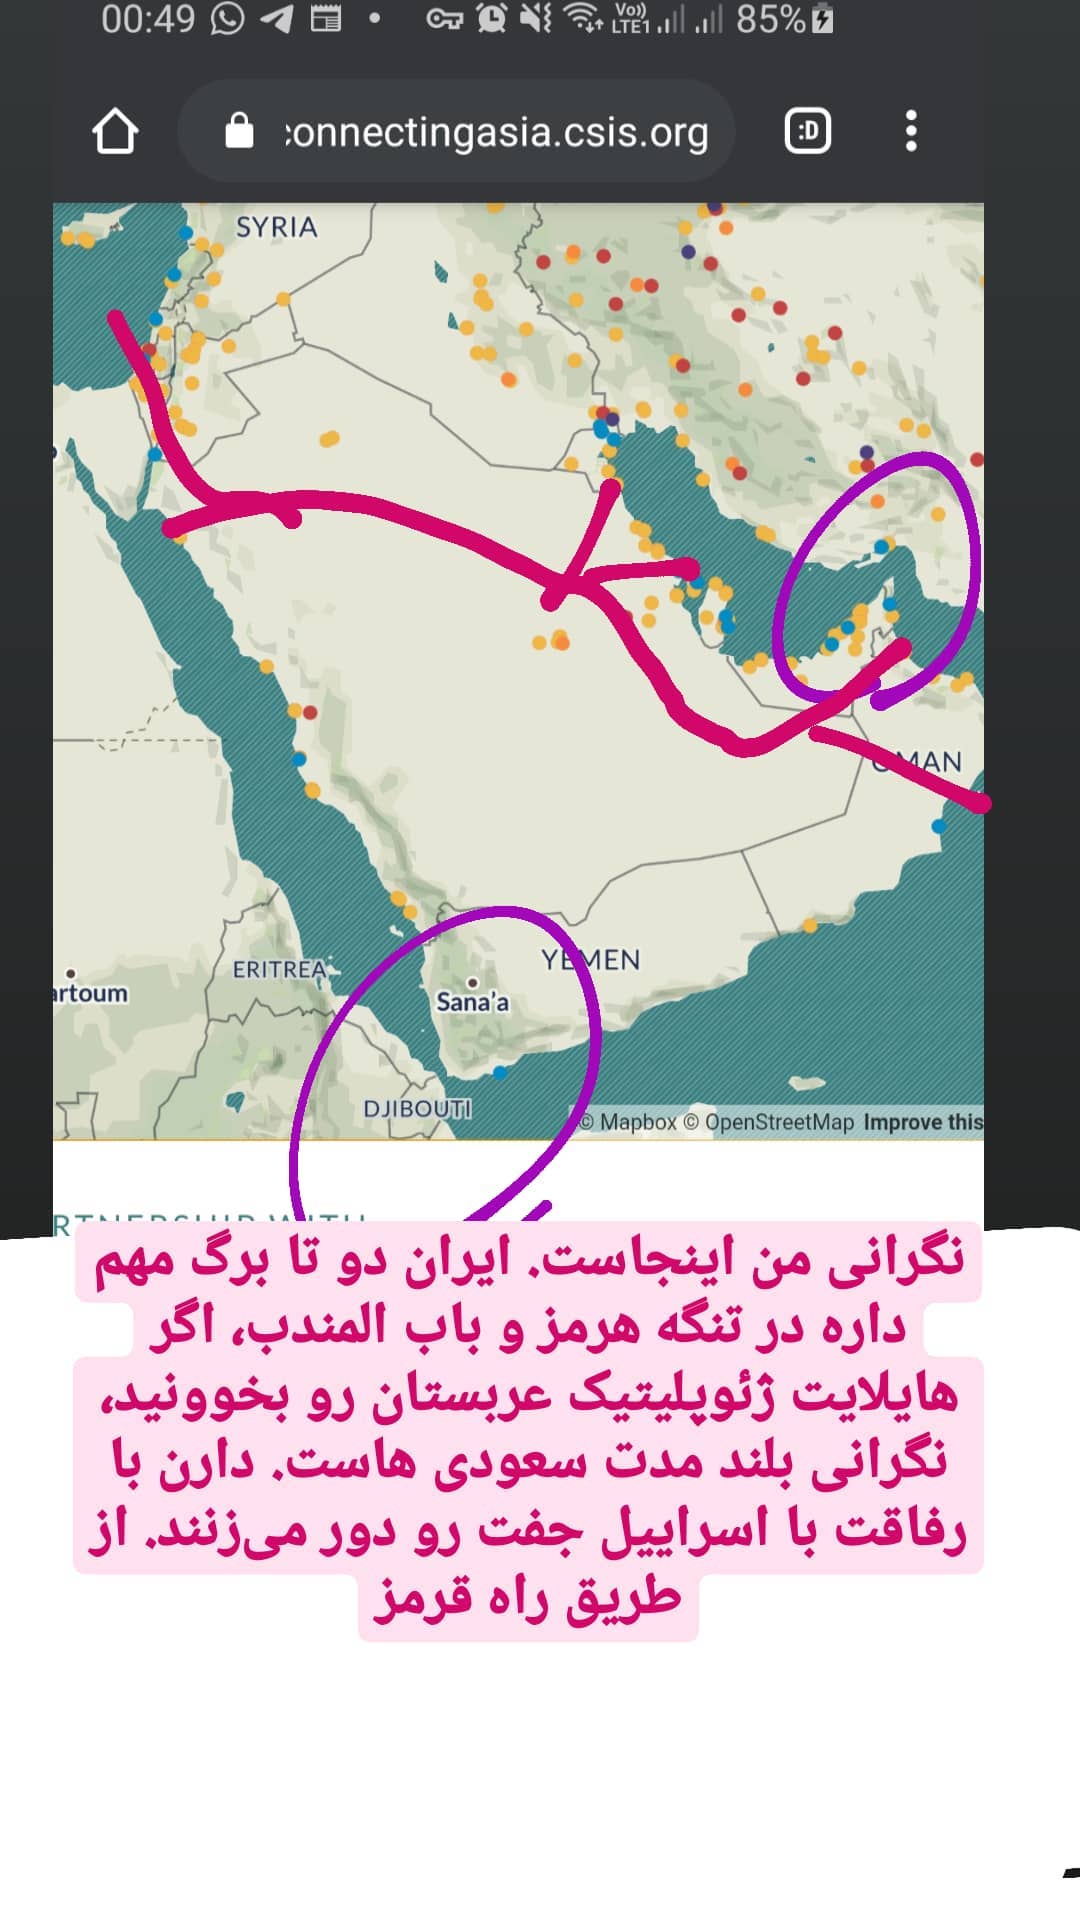 00:49
Vo))
LTE1
85%
:onnectingasia.csis.org
:D
SYRIA
OMAN
YEMEN
ERITREA
Sana'a
artoum
DJIBOUTI
© Mapbox © OpenStreetMap Improve this
RTNERSHIP WITH
نگرانی من اینجاست. ایران دو تا برگ مهم
داره در تنگه هرمز و باب المندب، اگر
هایلایت ژئوپلیتیک عربستان رو بخوونید،
نگرانی بلند مدت سعودی هاست. دارن با
رفاقت با اسراییل جفت رو دور می‌زنند. از
طریق راه قرمز